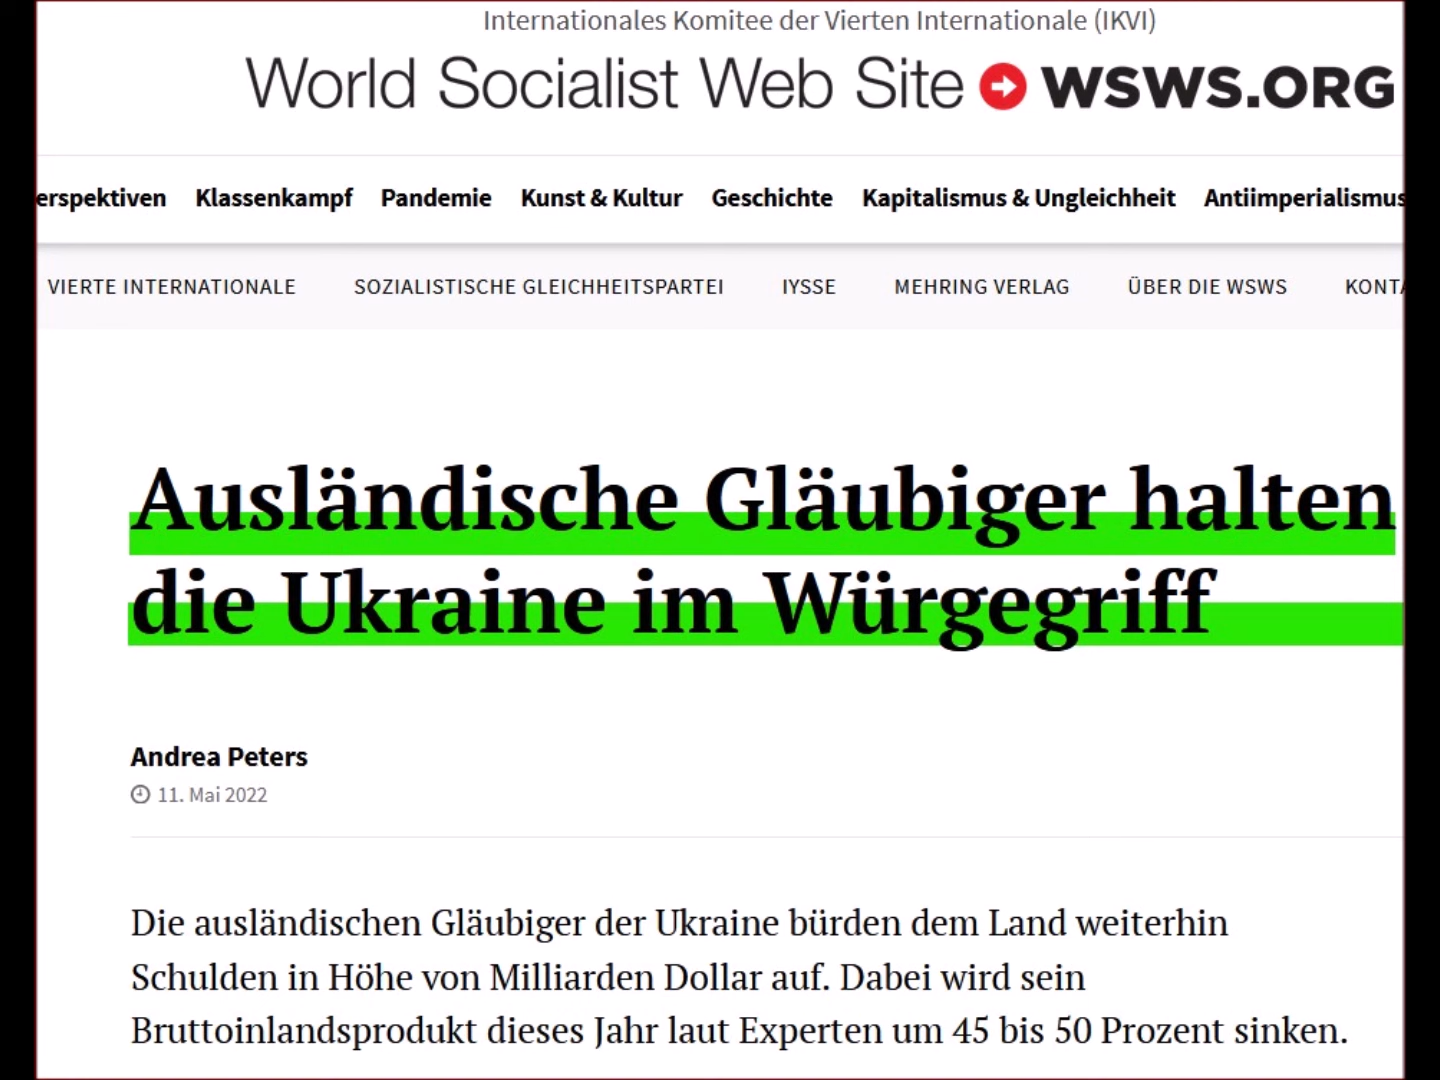 Internationales Komitee der Vierten Internationale (IKVI)
World Socialist Web Site WSWS.ORG
erspektiven Klassenkampf Pandemie Kunst & Kultur Geschichte Kapitalismus & Ungleichheit Antiimperialismus
VIERTE INTERNATIONALE SOZIALISTISCHE GLEICHHEITSPARTEI IYSSE MEHRING VERLAG ÜBER DIE WSWS KONTA
Ausländische Gläubiger halten
die Ukraine im Würgegriff
Andrea Peters
11. Mai 2022
Die ausländischen Gläubiger der Ukraine bürden dem Land weiterhin
Schulden in Höhe von Milliarden Dollar auf. Dabei wird sein
Bruttoinlandsprodukt dieses Jahr laut Experten um 45 bis 50 Prozent sinken.